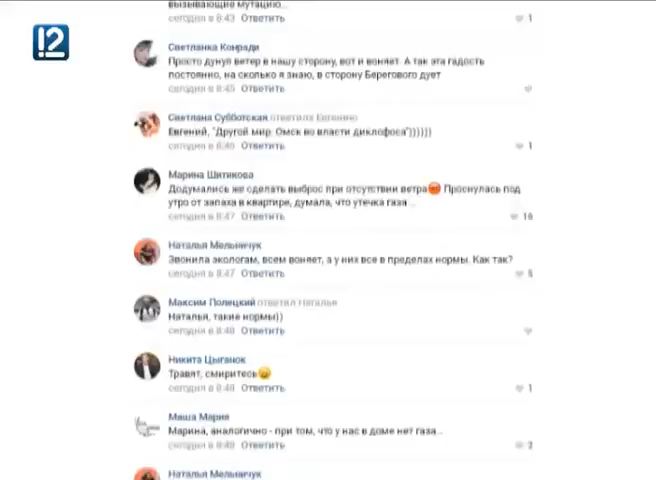 12
вызывающие мутацию...
сегодня в 8:43 Ответить
1
Светланка Конради
Просто дунул ветер в нашу сторону, вот и воняет. А так эта гадость
постоянно, на сколько я знаю, в сторону Берегового дует
сегодня в 8:45 Ответить
Светлана Субботская ответила Евгению
Евгений, "Другой мир. Омск во власти диклофоса"))))))
сегодня в 8:46 Ответить
1
Марина Шитикова
Додумались же сделать выброс при отсутствии ветра😡 Проснулась под
утро от запаха в квартире, думала, что утечка газа...
сегодня в 8:47 Ответить
16
Наталья Мельничук
Звонила экологам, всем воняет, а у них все в пределах нормы. Как так?
сегодня в 8:47 Ответить
5
Максим Полецкий ответил Наталье
Наталья, такие нормы))
сегодня в 8:48 Ответить
Никита Цыганок
Травят, смиритесь😄
сегодня в 8:48 Ответить
1
Маша Мария
Марина, аналогично - при том, что у нас в доме нет газа...
сегодня в 8:48 Ответить
2
Наталья Мельничук